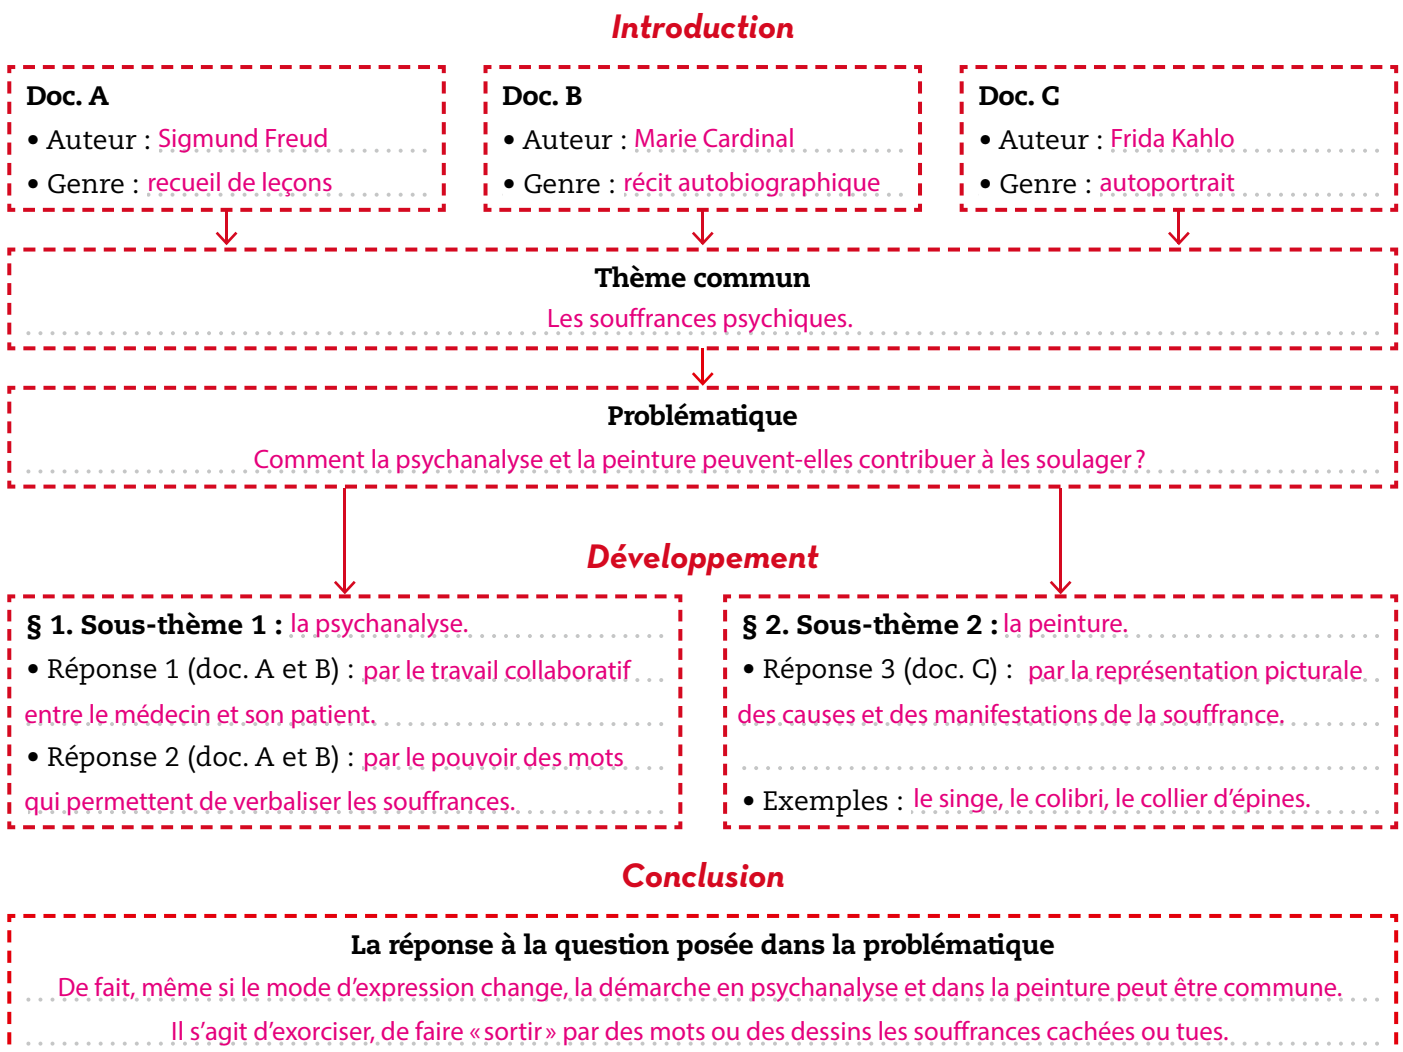 Introduction
Doc. A
• Auteur : Sigmund Freud
• Genre : recueil de leçons
Doc. B
• Auteur : Marie Cardinal
• Genre : récit autobiographique
Doc. C
• Auteur : Frida Kahlo
• Genre : autoportrait
Thème commun
Les souffrances psychiques.
Problématique
Comment la psychanalyse et la peinture peuvent-elles contribuer à les soulager ?
Développement
§ 1. Sous-thème 1 : la psychanalyse.
• Réponse 1 (doc. A et B) : par le travail collaboratif
entre le médecin et son patient.
• Réponse 2 (doc. A et B) : par le pouvoir des mots
qui permettent de verbaliser les souffrances.
§ 2. Sous-thème 2 : la peinture.
• Réponse 3 (doc. C) : par la représentation picturale
des causes et des manifestations de la souffrance.
• Exemples : le singe, le colibri, le collier d'épines.
Conclusion
La réponse à la question posée dans la problématique
De fait, même si le mode d'expression change, la démarche en psychanalyse et dans la peinture peut être commune.
Il s'agit d'exorciser, de faire « sortir » par des mots ou des dessins les souffrances cachées ou tues.